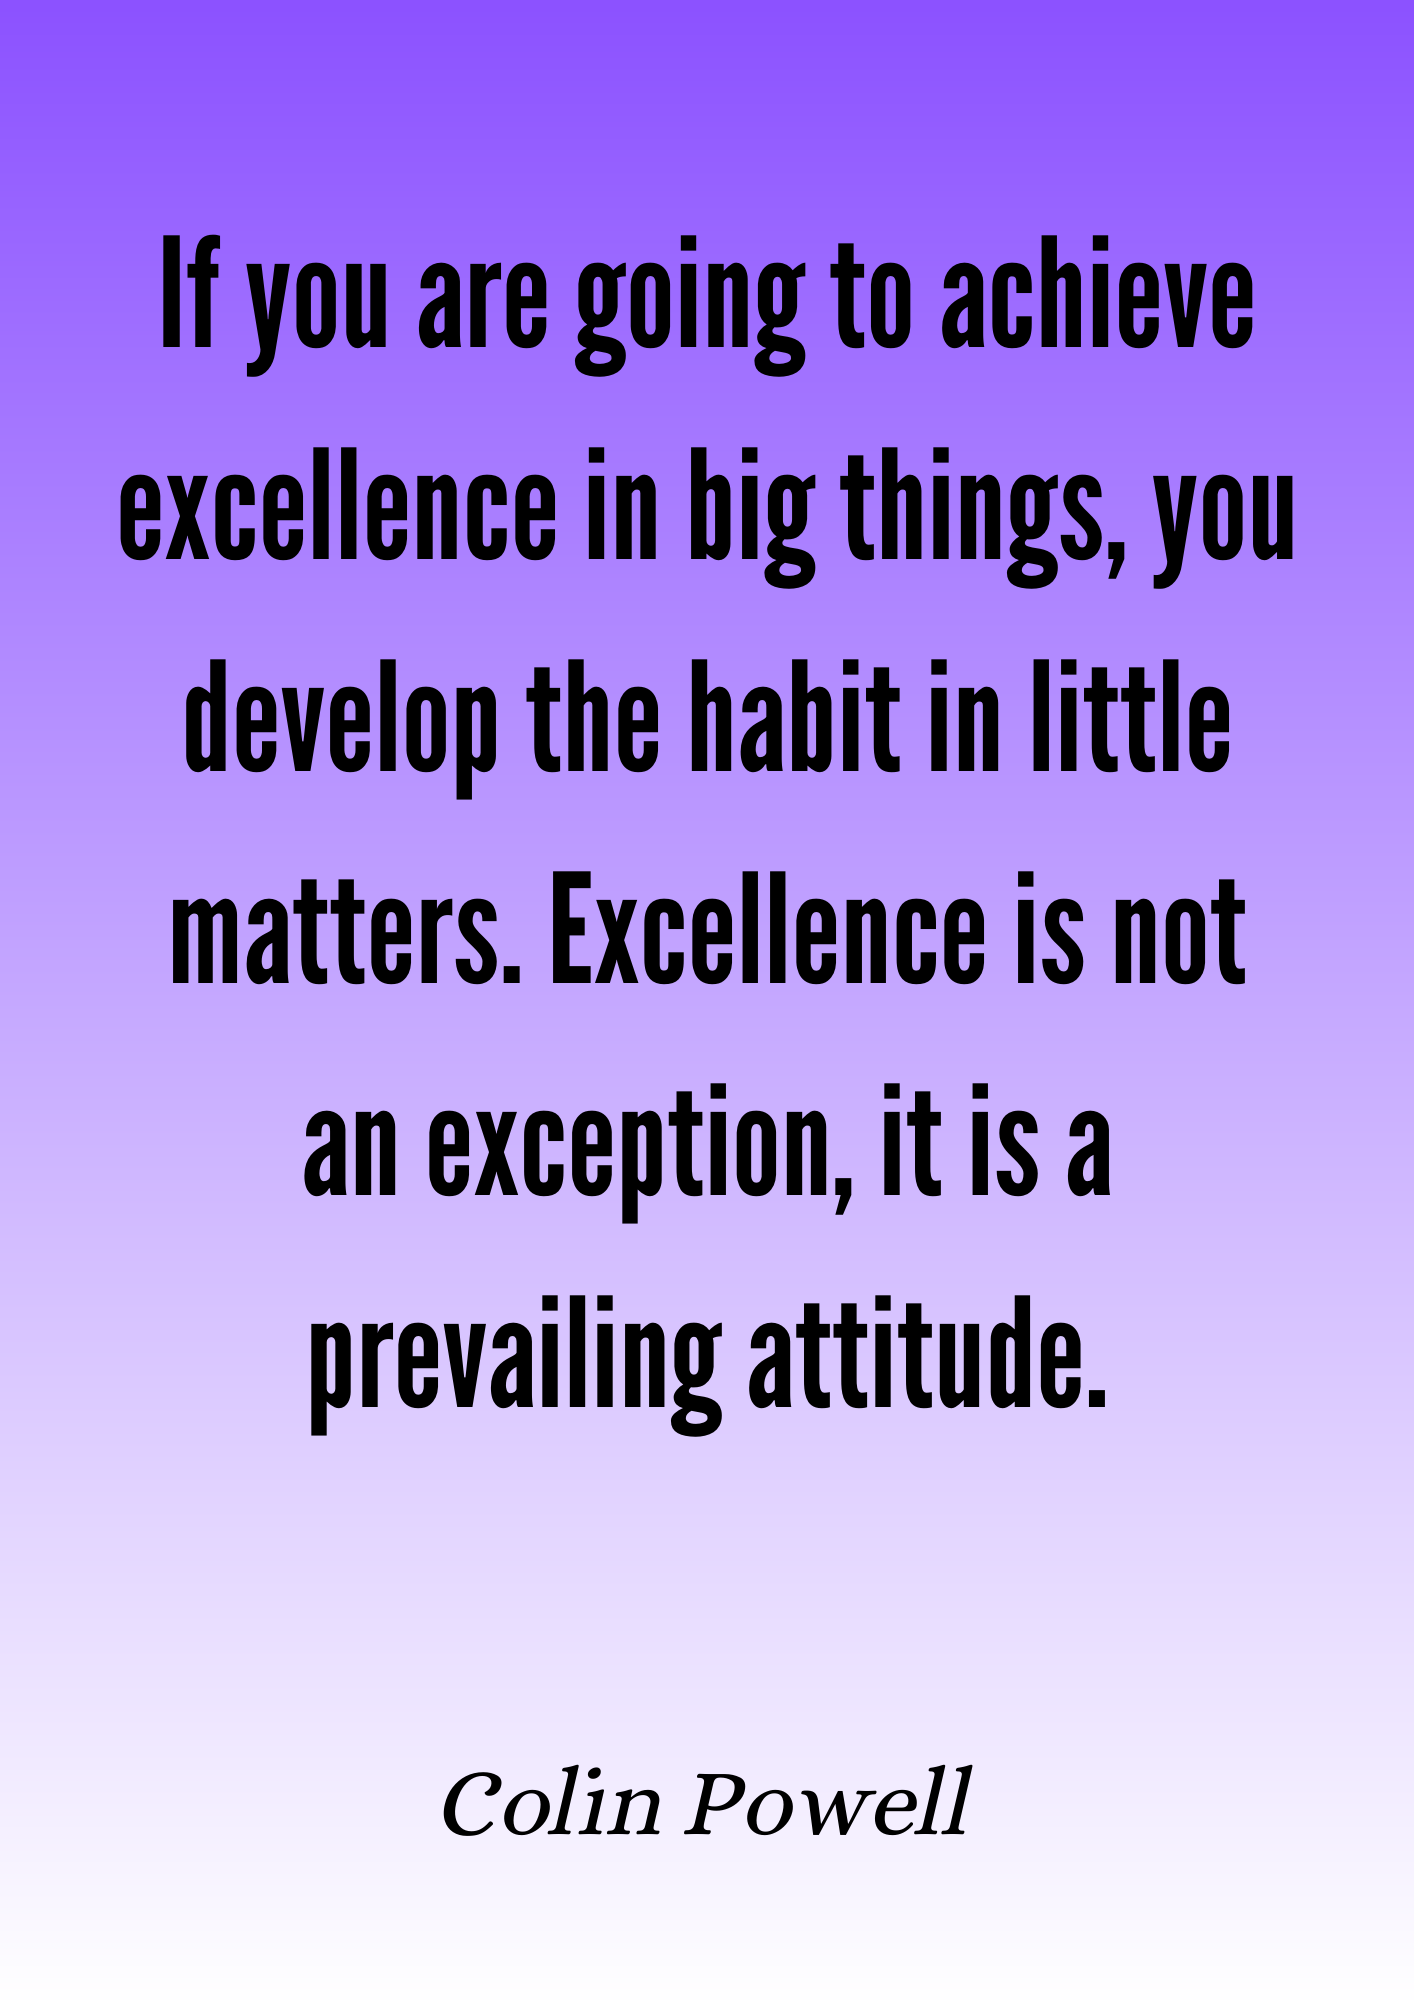 If you are going to achieve
excellence in big things, you
develop the habit in little
matters. Excellence is not
an exception, it is a
prevailing attitude.
Colin Powell